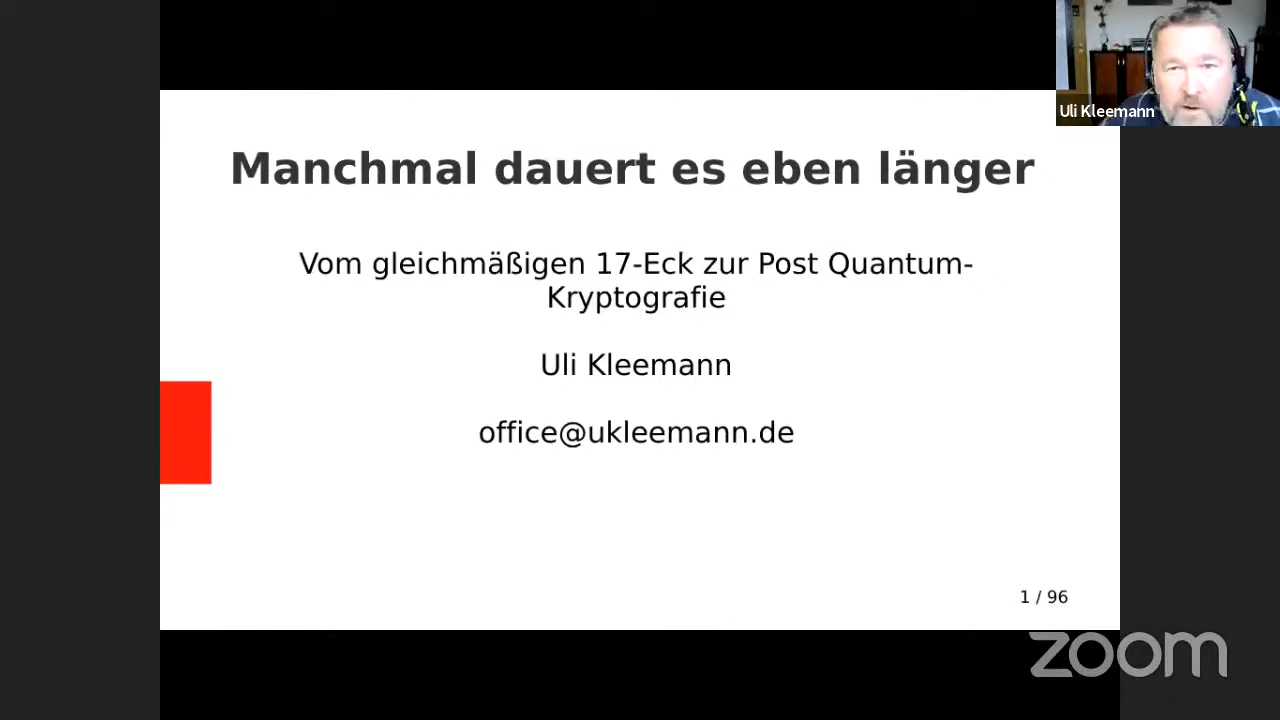 Manchmal dauert es eben länger
Vom gleichmäßigen 17-Eck zur Post Quantum-
Kryptografie
Uli Kleemann
office@ukleemann.de
1 / 96
Uli Kleemann
zoom